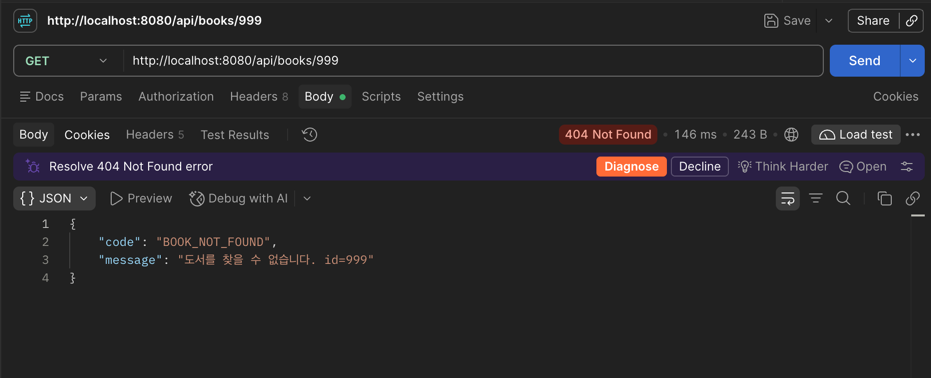 HTTP http://localhost:8080/api/books/999 Save Share
GET http://localhost:8080/api/books/999 Send
Docs Params Authorization Headers 8 Body Scripts Settings Cookies
Body Cookies Headers 5 Test Results 404 Not Found 146 ms 243 B Load test
Resolve 404 Not Found error Diagnose Decline Think Harder Open
{} JSON Preview Debug with AI
1 {
2 "code": "BOOK_NOT_FOUND",
3 "message": "도서를 찾을 수 없습니다. id=999"
4 }